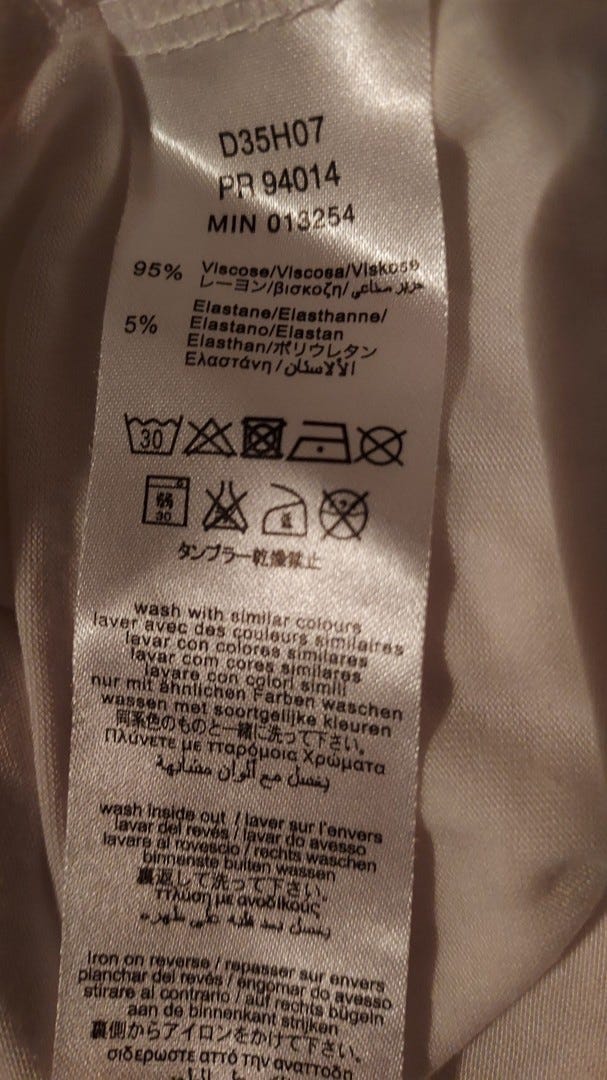 D35H07
PR 94014
MIN 013254
95% Viscose/Viscosa/Viskose
レーヨン/βισκοζη/حرير صناعي
5% Elastane/Elasthanne/
Elastano/Elastan
Elasthan/ポリウレタン
Ελαστάνη/الألاستان
30
弱
30
低
タンブラー乾燥禁止
wash with similar colours
laver avec des couleurs similaires
lavar con colores similares
lavar com cores similares
lavare con colori simili
nur mit ähnlichen Farben waschen
wassen met soortgelijke kleuren
同系色のものと一緒に洗って下さい。
Πλύνετε με παρόμοια Χρώματα
يغسل مع ألوان مشابهة
wash inside out / laver sur l'envers
lavar del revés / lavar do avesso
lavare al rovescio / rechts waschen
binnenste buiten wassen
裏返して洗って下さい。
πλύση με ανοδικούς
Iron on reverse / repasser sur envers
planchar del revés / engomar do avesso
stirare al contrario / auf rechts bügeln
aan de binnenkant strijken
裏側からアイロンをかけて下さい。
σιδερωστε από την αναποδη